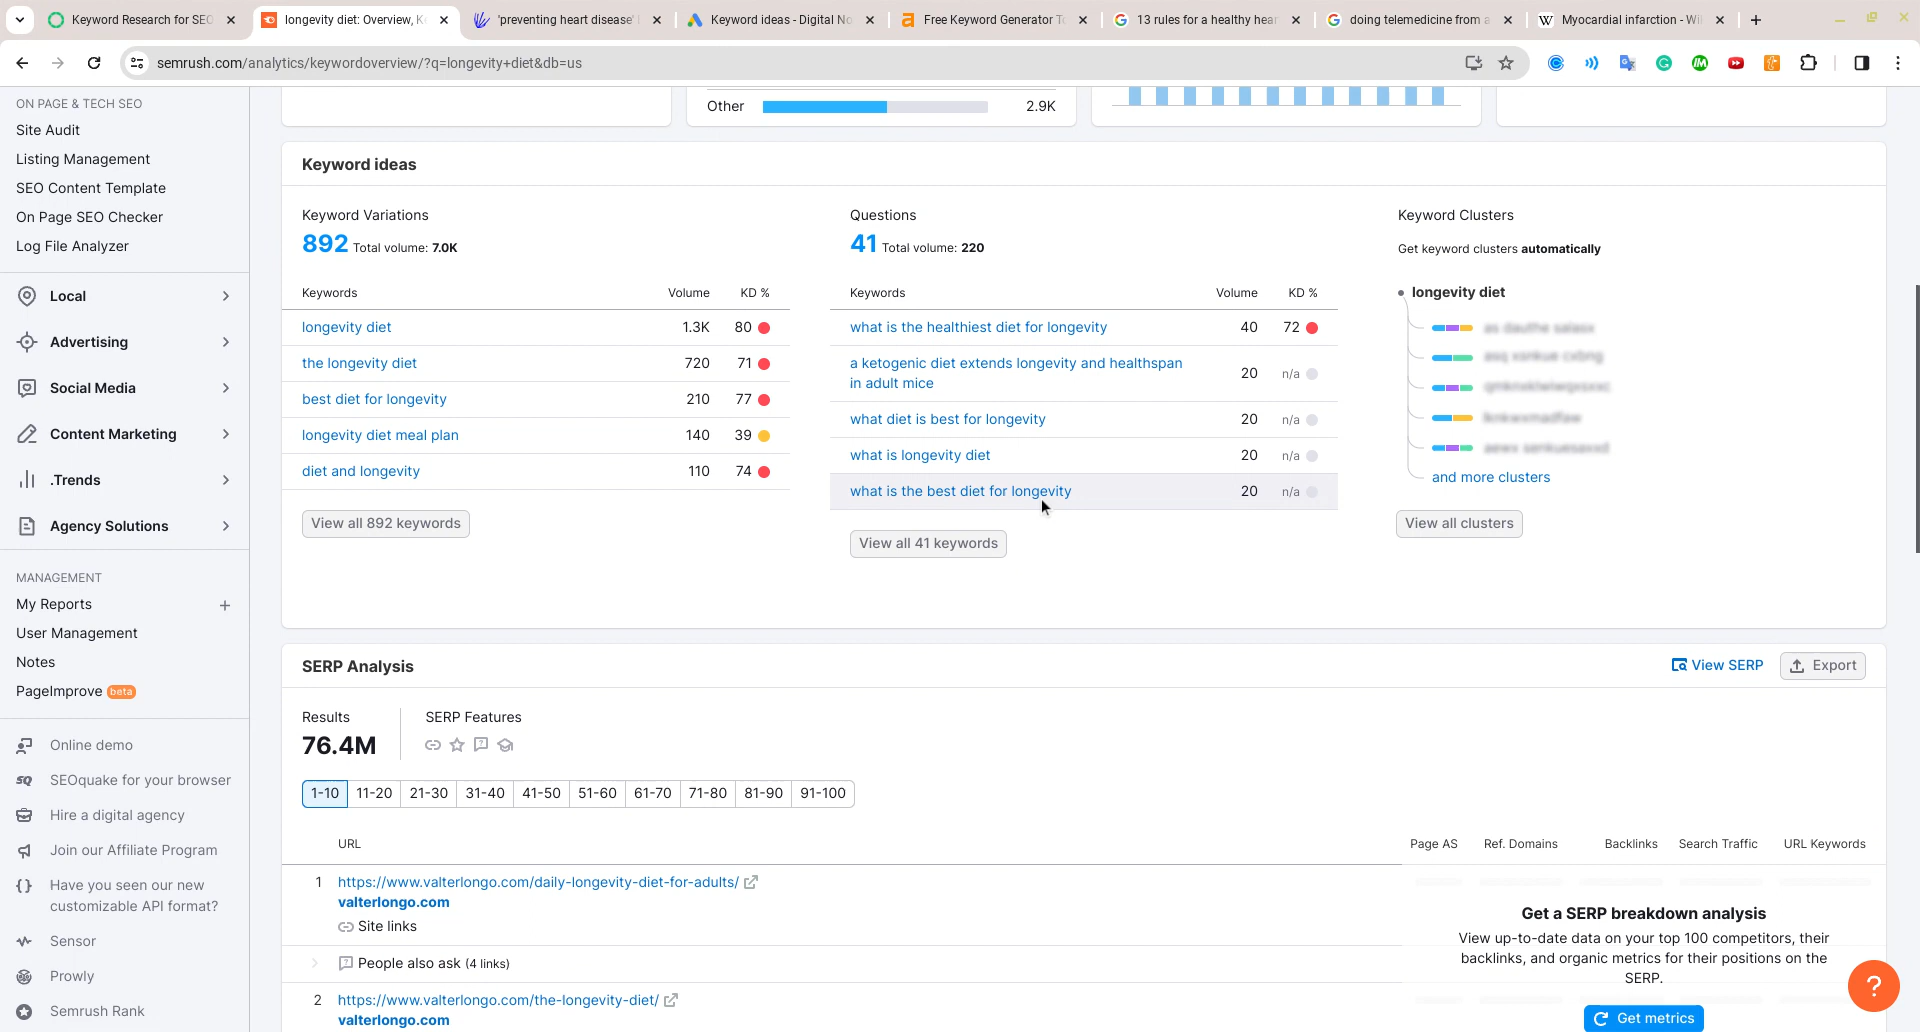 Keyword Research for SEO
longevity diet: Overview, K
'preventing heart disease'
Keyword ideas - Digital No
Free Keyword Generator To
13 rules for a healthy hear
doing telemedicine from a
Myocardial infarction - Wi
semrush.com/analytics/keywordoverview/?q=longevity+diet&db=us
ON PAGE & TECH SEO
Site Audit
Listing Management
SEO Content Template
On Page SEO Checker
Log File Analyzer
Local
Advertising
Social Media
Content Marketing
.Trends
Agency Solutions
MANAGEMENT
My Reports
User Management
Notes
PageImprove beta
Online demo
SEOquake for your browser
Hire a digital agency
Join our Affiliate Program
Have you seen our new
customizable API format?
Sensor
Prowly
Semrush Rank
Other 2.9K
Keyword ideas
Keyword Variations
892 Total volume: 7.0K
Keywords Volume KD %
longevity diet 1.3K 80
the longevity diet 720 71
best diet for longevity 210 77
longevity diet meal plan 140 39
diet and longevity 110 74
View all 892 keywords
Questions
41 Total volume: 220
Keywords Volume KD %
what is the healthiest diet for longevity 40 72
a ketogenic diet extends longevity and healthspan
in adult mice 20 n/a
what diet is best for longevity 20 n/a
what is longevity diet 20 n/a
what is the best diet for longevity 20 n/a
View all 41 keywords
Keyword Clusters
Get keyword clusters automatically
longevity diet
and more clusters
View all clusters
SERP Analysis
View SERP
Export
Results
76.4M
SERP Features
1-10 11-20 21-30 31-40 41-50 51-60 61-70 71-80 81-90 91-100
URL Page AS Ref. Domains Backlinks Search Traffic URL Keywords
1 https://www.valterlongo.com/daily-longevity-diet-for-adults/
valterlongo.com
Site links
People also ask (4 links)
2 https://www.valterlongo.com/the-longevity-diet/
valterlongo.com
Get a SERP breakdown analysis
View up-to-date data on your top 100 competitors, their
backlinks, and organic metrics for their positions on the
SERP.
Get metrics
?